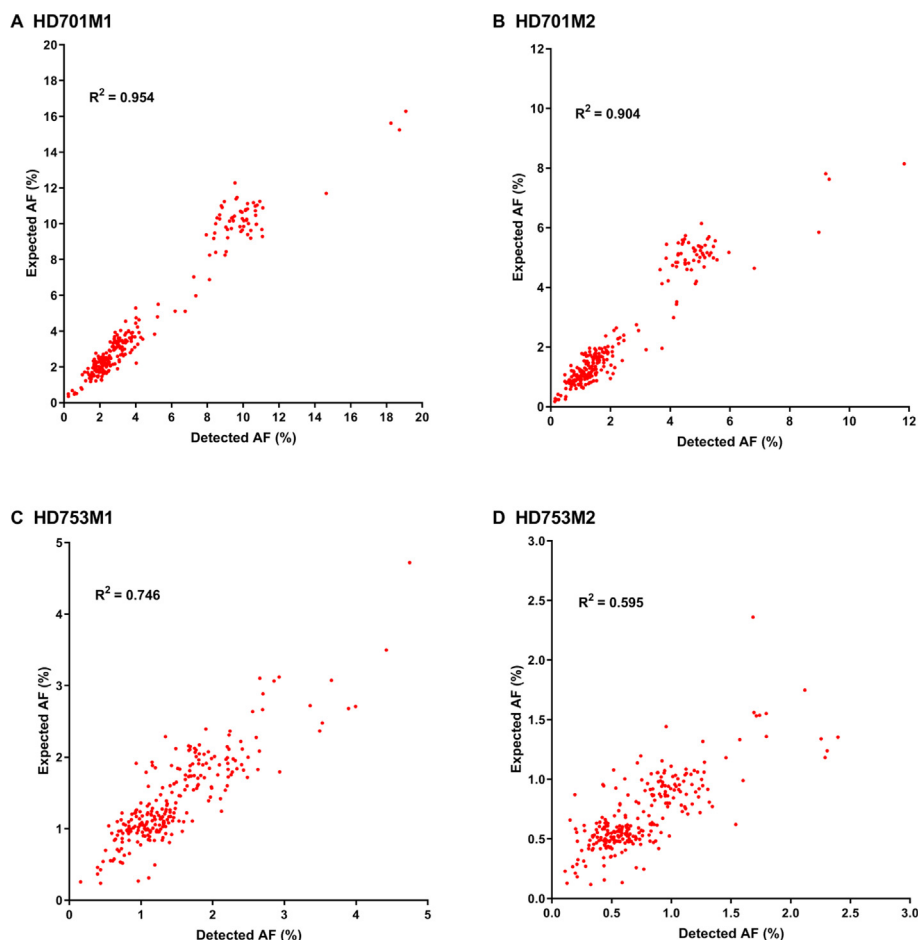 A HD701M1
20
18
16
14
12
10
8
6
4
2
0
R² = 0.954
Expected AF (%)
0 2 4 6 8 10 12 14 16 18 20
Detected AF (%)
B HD701M2
12
10
8
6
4
2
0
R² = 0.904
Expected AF (%)
0 2 4 6 8 10 12
Detected AF (%)
C HD753M1
5
4
3
2
1
0
R² = 0.746
Expected AF (%)
0 1 2 3 4 5
Detected AF (%)
D HD753M2
3.0
2.5
2.0
1.5
1.0
0.5
0.0
R² = 0.595
Expected AF (%)
0.0 0.5 1.0 1.5 2.0 2.5 3.0
Detected AF (%)